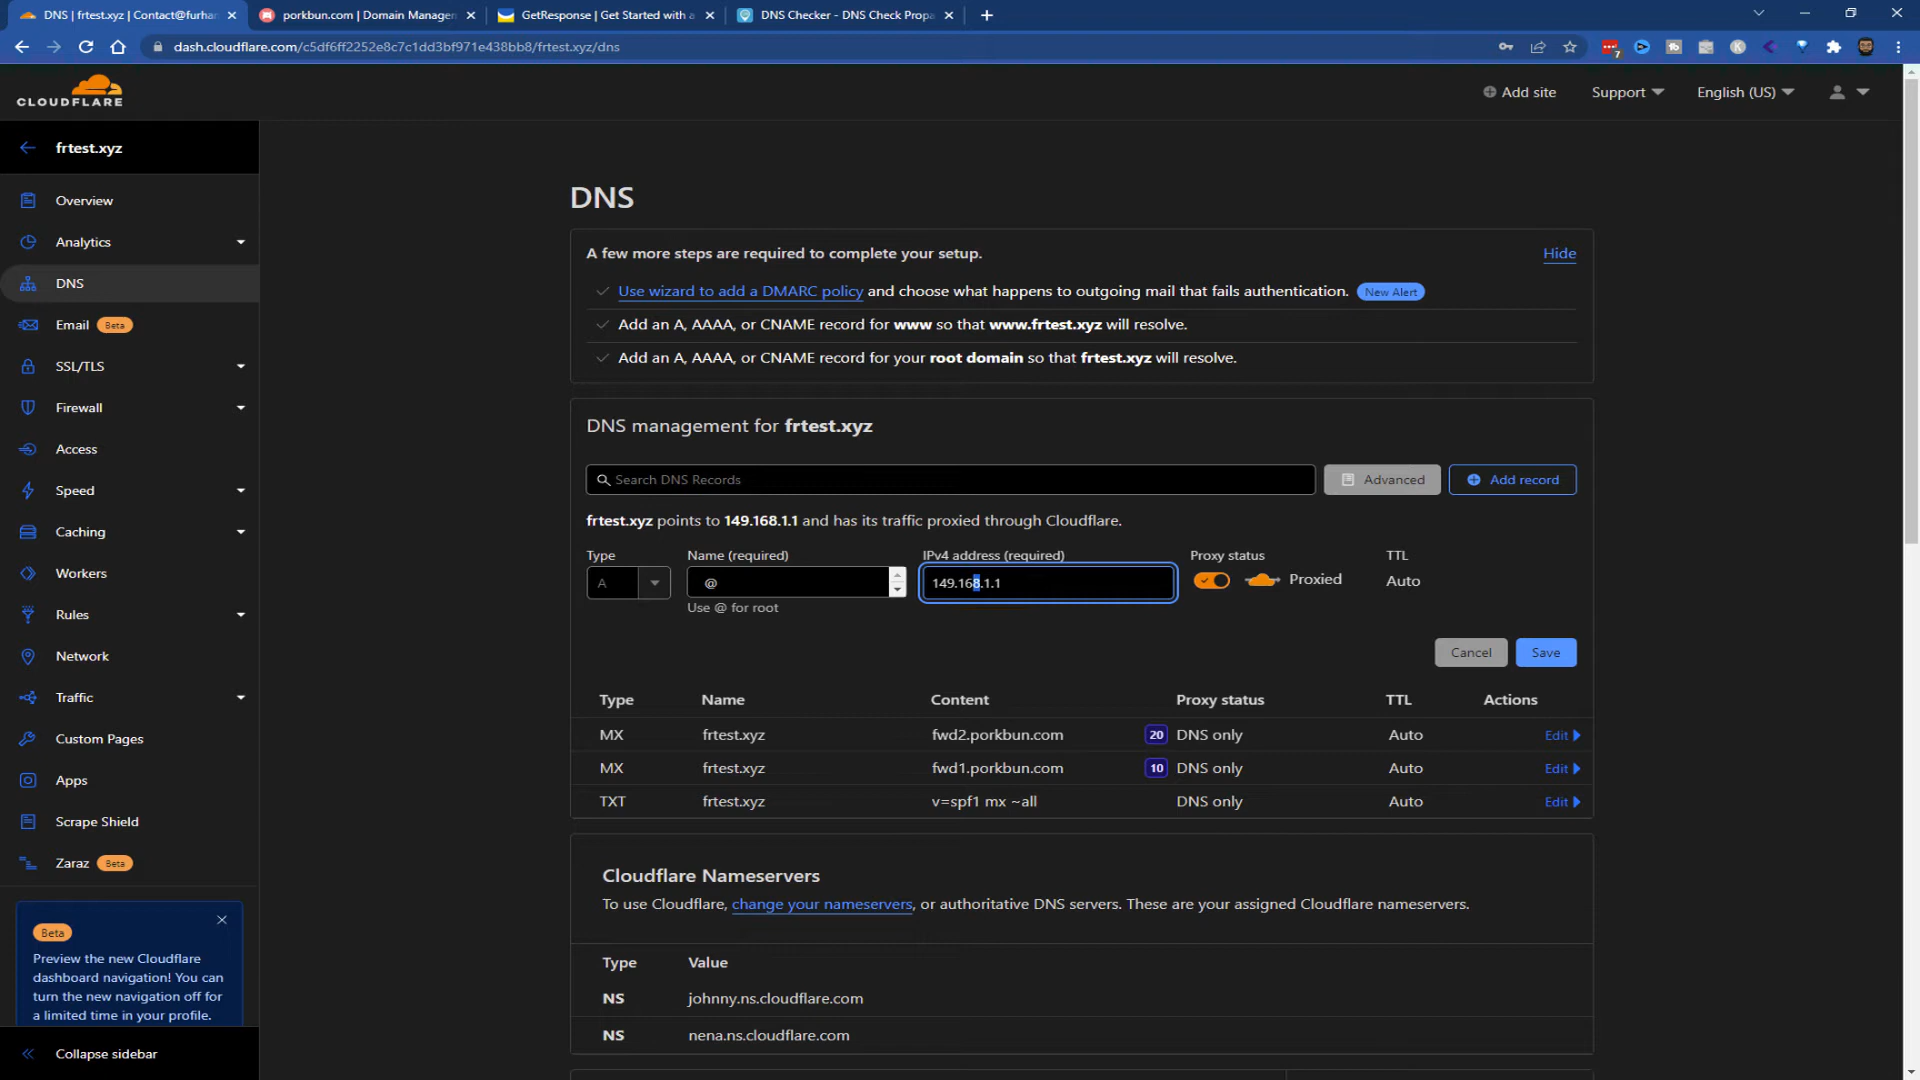 DNS | frtest.xyz | Contact@furhan
porkbun.com | Domain Managem
GetResponse | Get Started with a
DNS Checker - DNS Check Propa
dash.cloudflare.com/c5df6ff2252e8c7c1dd3bf971e438bb8/frtest.xyz/dns
7
CLOUDFLARE
Add site
Support
English (US)
frtest.xyz
Overview
Analytics
DNS
Email Beta
SSL/TLS
Firewall
Access
Speed
Caching
Workers
Rules
Network
Traffic
Custom Pages
Apps
Scrape Shield
Zaraz Beta
Beta
Preview the new Cloudflare
dashboard navigation! You can
turn the new navigation off for
a limited time in your profile.
Collapse sidebar
DNS
A few more steps are required to complete your setup.
Hide
Use wizard to add a DMARC policy and choose what happens to outgoing mail that fails authentication. New Alert
Add an A, AAAA, or CNAME record for www so that www.frtest.xyz will resolve.
Add an A, AAAA, or CNAME record for your root domain so that frtest.xyz will resolve.
DNS management for frtest.xyz
Search DNS Records
Advanced
Add record
frtest.xyz points to 149.168.1.1 and has its traffic proxied through Cloudflare.
Type Name (required) IPv4 address (required) Proxy status TTL
A @ 149.168.1.1 Proxied Auto
Use @ for root
Cancel Save
Type Name Content Proxy status TTL Actions
MX frtest.xyz fwd2.porkbun.com 20 DNS only Auto Edit
MX frtest.xyz fwd1.porkbun.com 10 DNS only Auto Edit
TXT frtest.xyz v=spf1 mx ~all DNS only Auto Edit
Cloudflare Nameservers
To use Cloudflare, change your nameservers, or authoritative DNS servers. These are your assigned Cloudflare nameservers.
Type Value
NS johnny.ns.cloudflare.com
NS nena.ns.cloudflare.com